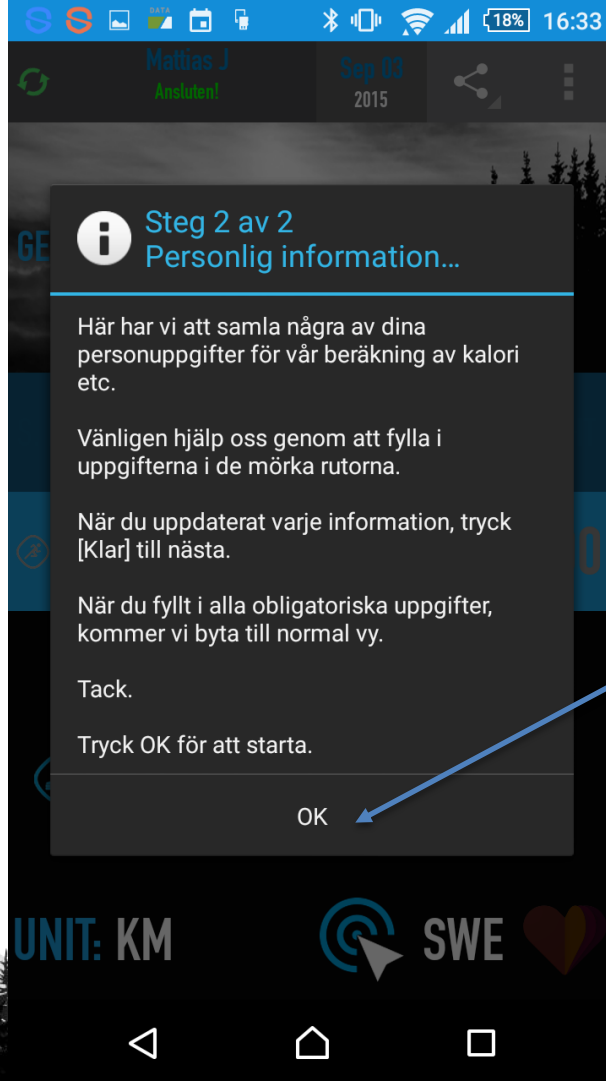 DATA
18%
16:33
Mattias J
Ansluten!
Sep 03
2015
GE
Steg 2 av 2
Personlig information...
Här har vi att samla några av dina
personuppgifter för vår beräkning av kalori
etc.
Vänligen hjälp oss genom att fylla i
uppgifterna i de mörka rutorna.
När du uppdaterat varje information, tryck
[Klar] till nästa.
När du fyllt i alla obligatoriska uppgifter,
kommer vi byta till normal vy.
Tack.
Tryck OK för att starta.
OK
0
UNIT: KM
SWE